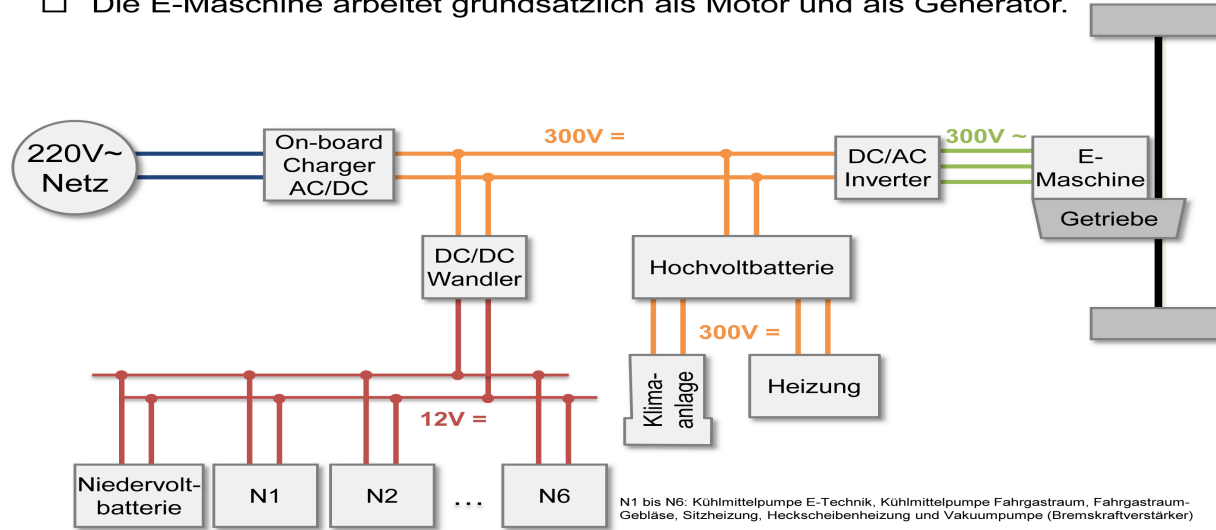 Die E-Maschine arbeitet grundsätzlich als Motor und als Generator.
220V~
Netz
On-board
Charger
AC/DC
300V =
DC/AC
Inverter
300V ~
E-
Maschine
Getriebe
DC/DC
Wandler
Hochvoltbatterie
300V =
Klima-
anlage
Heizung
12V =
Niedervolt-
batterie
N1
N2
...
N6
N1 bis N6: Kühlmittelpumpe E-Technik, Kühlmittelpumpe Fahrgastraum, Fahrgastraum-
Gebläse, Sitzheizung, Heckscheibenheizung und Vakuumpumpe (Bremskraftverstärker)